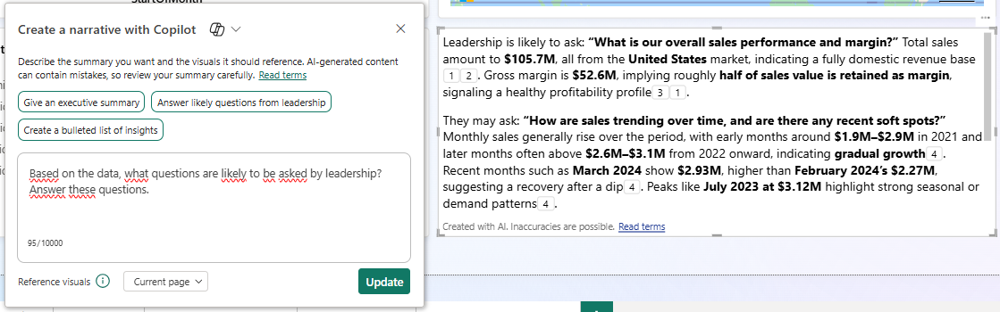 StartOfMonth
Create a narrative with Copilot
Describe the summary you want and the visuals it should reference. AI-generated content
can contain mistakes, so review your summary carefully. Read terms
Give an executive summary
Answer likely questions from leadership
Create a bulleted list of insights
Based on the data, what questions are likely to be asked by leadership?
Answer these questions.
95/10000
Reference visuals
Current page
Update
Leadership is likely to ask: “What is our overall sales performance and margin?” Total sales
amount to $105.7M, all from the United States market, indicating a fully domestic revenue base
1 2 . Gross margin is $52.6M, implying roughly half of sales value is retained as margin,
signaling a healthy profitability profile 3 1 .
They may ask: “How are sales trending over time, and are there any recent soft spots?”
Monthly sales generally rise over the period, with early months around $1.9M–$2.9M in 2021 and
later months often above $2.6M–$3.1M from 2022 onward, indicating gradual growth 4 .
Recent months such as March 2024 show $2.93M, higher than February 2024’s $2.27M,
suggesting a recovery after a dip 4 . Peaks like July 2023 at $3.12M highlight strong seasonal or
demand patterns 4 .
Created with AI. Inaccuracies are possible. Read terms